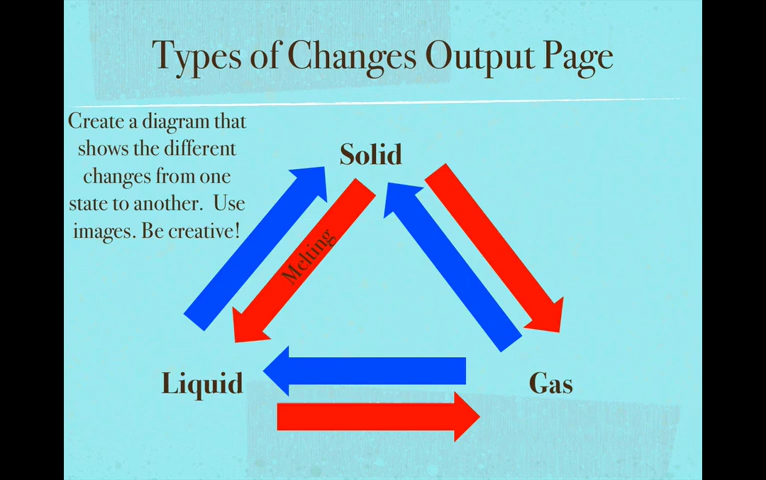 Types of Changes Output Page
Create a diagram that
shows the different
changes from one
state to another. Use
images. Be creative!
Solid
Melting
Liquid
Gas